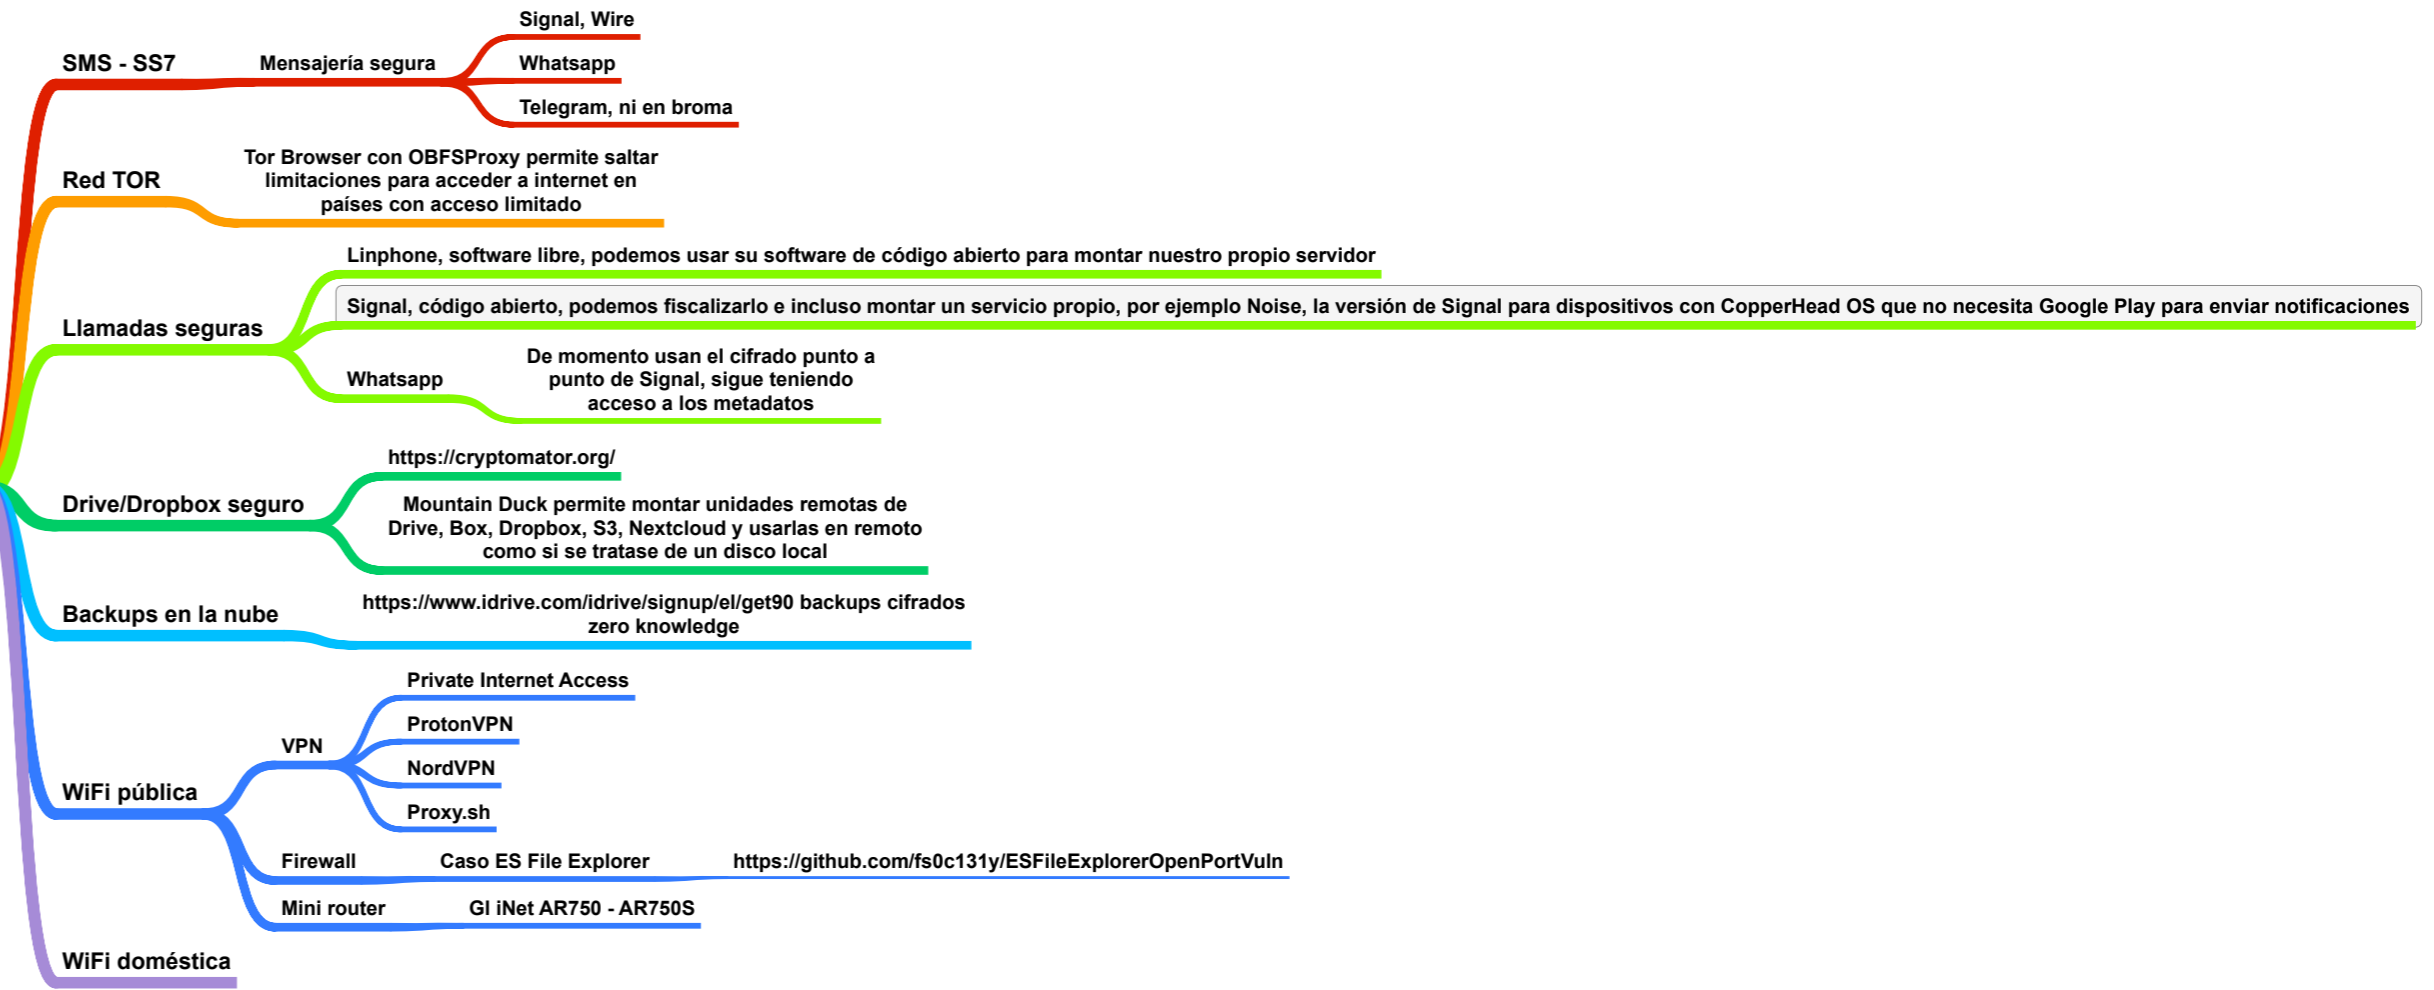 SMS - SS7
Mensajería segura
Signal, Wire
Whatsapp
Telegram, ni en broma
Red TOR
Tor Browser con OBFSProxy permite saltar
limitaciones para acceder a internet en
países con acceso limitado
Llamadas seguras
Linphone, software libre, podemos usar su software de código abierto para montar nuestro propio servidor
Signal, código abierto, podemos fiscalizarlo e incluso montar un servicio propio, por ejemplo Noise, la versión de Signal para dispositivos con CopperHead OS que no necesita Google Play para enviar notificaciones
Whatsapp
De momento usan el cifrado punto a
punto de Signal, sigue teniendo
acceso a los metadatos
Drive/Dropbox seguro
https://cryptomator.org/
Mountain Duck permite montar unidades remotas de
Drive, Box, Dropbox, S3, Nextcloud y usarlas en remoto
como si se tratase de un disco local
Backups en la nube
https://www.idrive.com/idrive/signup/el/get90 backups cifrados
zero knowledge
WiFi pública
VPN
Private Internet Access
ProtonVPN
NordVPN
Proxy.sh
Firewall
Caso ES File Explorer
https://github.com/fs0c131y/ESFileExplorerOpenPortVuln
Mini router
Gl iNet AR750 - AR750S
WiFi doméstica